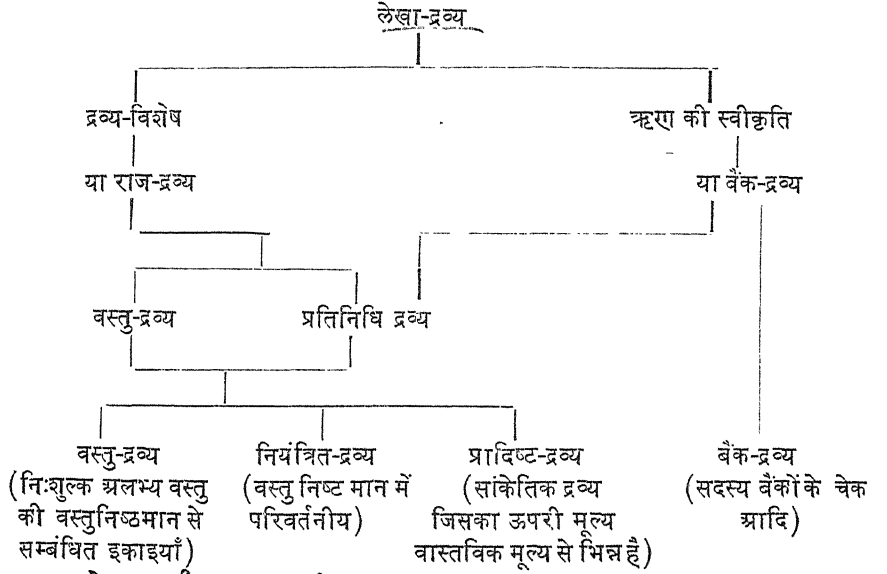 लेखा-द्रव्य
द्रव्य-विशेष
ऋण की स्वीकृति
या राज-द्रव्य
या बैंक-द्रव्य
वस्तु-द्रव्य
प्रतिनिधि द्रव्य
वस्तु-द्रव्य
(नि:शुल्क अलभ्य वस्तु
की वस्तुनिष्ठमान से
सम्बंधित इकाइयाँ)
नियंत्रित-द्रव्य
(वस्तु निष्ट मान में
परिवर्तनीय)
प्रादिष्ट-द्रव्य
(सांकेतिक द्रव्य
जिसका ऊपरी मूल्य
वास्तविक मूल्य से भिन्न है)
बैंक-द्रव्य
(सदस्य बैंकों के चेक
आदि)